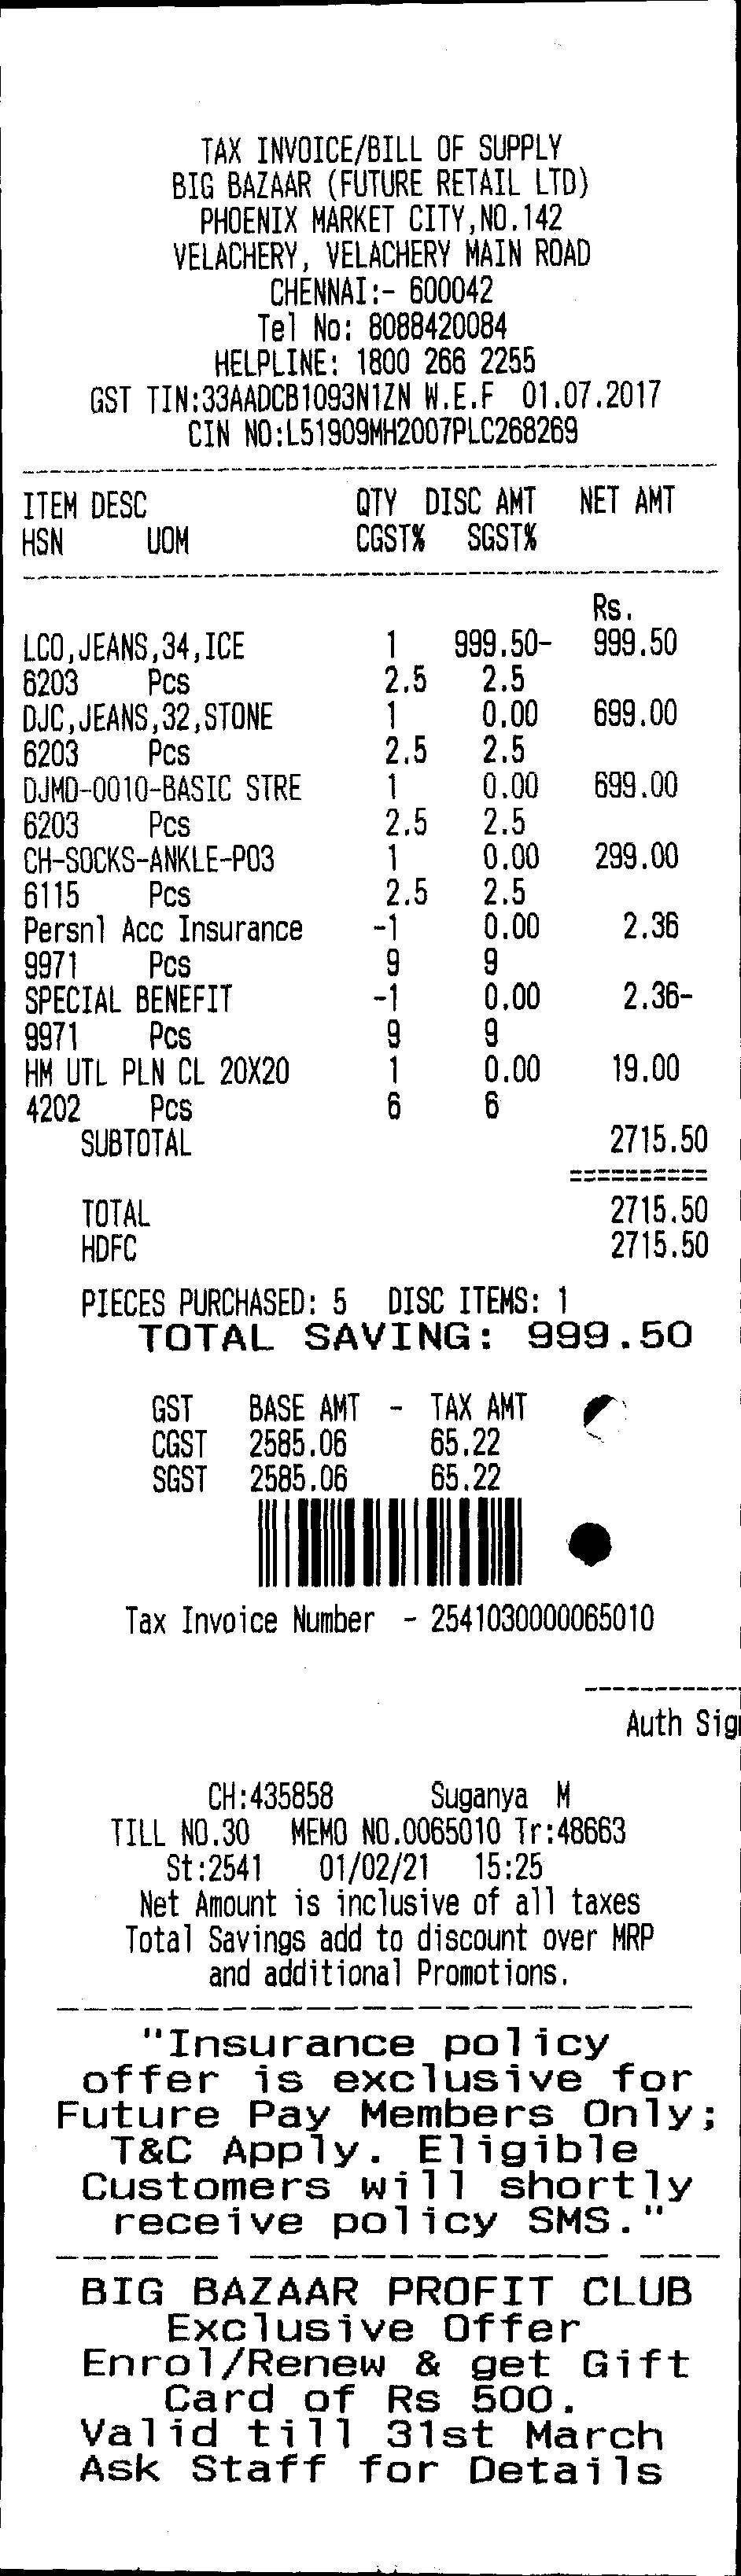 TAX INVOICE/BILL OF SUPPLY
BIG BAZAAR (FUTURE RETAIL LTD)
PHOENIX MARKET CITY,NO.142
VELACHERY, VELACHERY MAIN ROAD
CHENNAI:- 600042
Tel No: 8088420084
HELPLINE: 1800 266 2255
GST TIN:33AADCB1093N1ZN W.E.F 01.07.2017
CIN NO:L51909MH2007PLC268269
ITEM DESC QTY DISC AMT NET AMT
HSN UOM CGST% SGST%
Rs.
LCO,JEANS,34,ICE 1 999.50- 999.50
6203 Pcs 2.5 2.5
DJC,JEANS,32,STONE 1 0.00 699.00
6203 Pcs 2.5 2.5
DJMD-0010-BASIC STRE 1 0.00 699.00
6203 Pcs 2.5 2.5
CH-SOCKS-ANKLE-PO3 1 0.00 299.00
6115 Pcs 2.5 2.5
Persnl Acc Insurance -1 0.00 2.36
9971 Pcs 9 9
SPECIAL BENEFIT -1 0.00 2.36-
9971 Pcs 9 9
HM UTL PLN CL 20X20 1 0.00 19.00
4202 Pcs 6 6
SUBTOTAL 2715.50
==========
TOTAL 2715.50
HDFC 2715.50
PIECES PURCHASED: 5 DISC ITEMS: 1
TOTAL SAVING: 999.50
GST BASE AMT - TAX AMT
CGST 2585.06 65.22
SGST 2585.06 65.22
Tax Invoice Number - 2541030000065010
Auth Sig
CH:435858 Suganya M
TILL NO.30 MEMO NO.0065010 Tr:48663
St:2541 01/02/21 15:25
Net Amount is inclusive of all taxes
Total Savings add to discount over MRP
and additional Promotions.
"Insurance policy
offer is exclusive for
Future Pay Members Only;
T&C Apply. Eligible
Customers will shortly
receive policy SMS."
BIG BAZAAR PROFIT CLUB
Exclusive Offer
Enrol/Renew & get Gift
Card of Rs 500.
Valid till 31st March
Ask Staff for Details